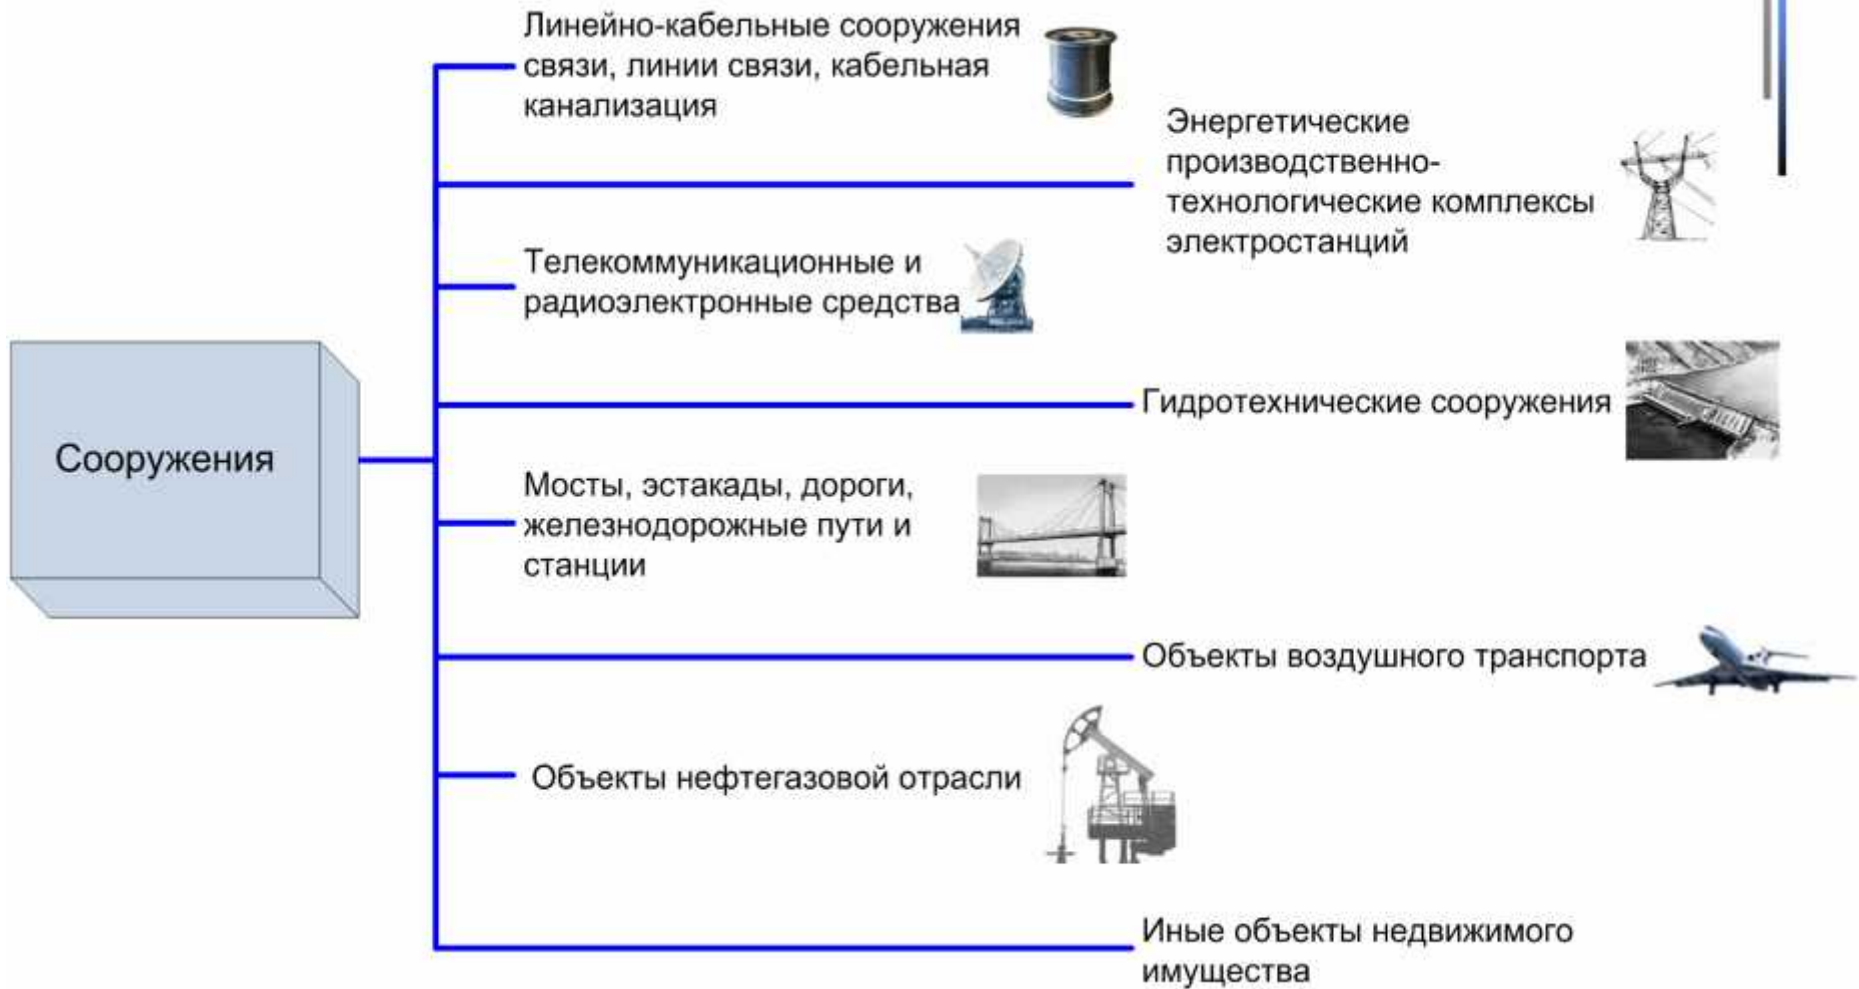 Линейно-кабельные сооружения
связи, линии связи, кабельная
канализация
Энергетические
производственно-
технологические комплексы
электростанций
Телекоммуникационные и
радиоэлектронные средства
Гидротехнические сооружения
Сооружения
Мосты, эстакады, дороги,
железнодорожные пути и
станции
Объекты воздушного транспорта
Объекты нефтегазовой отрасли
Иные объекты недвижимого
имущества